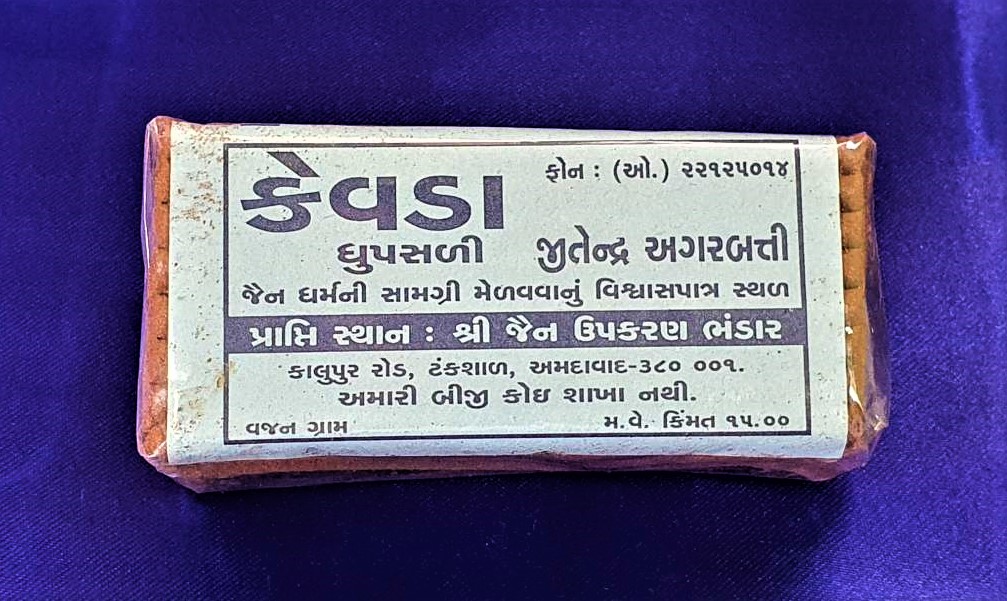 કેવડા
ફોન : (ઓ.) ૨૨૧૨૫૦૧૪
ધુપસળી
જીતેન્દ્ર અગરબત્તી
જૈન ધર્મની સામગ્રી મેળવવાનું વિશ્વાસપાત્ર સ્થળ
પ્રાપ્તિ સ્થાન : શ્રી જૈન ઉપકરણ ભંડાર
કાલુપુર રોડ, ટંકશાળ, અમદાવાદ-૩૮૦ ૦૦૧.
અમારી બીજી કોઇ શાખા નથી.
વજન ગ્રામ
મ.વે. કિંમત ૧૫.૦૦